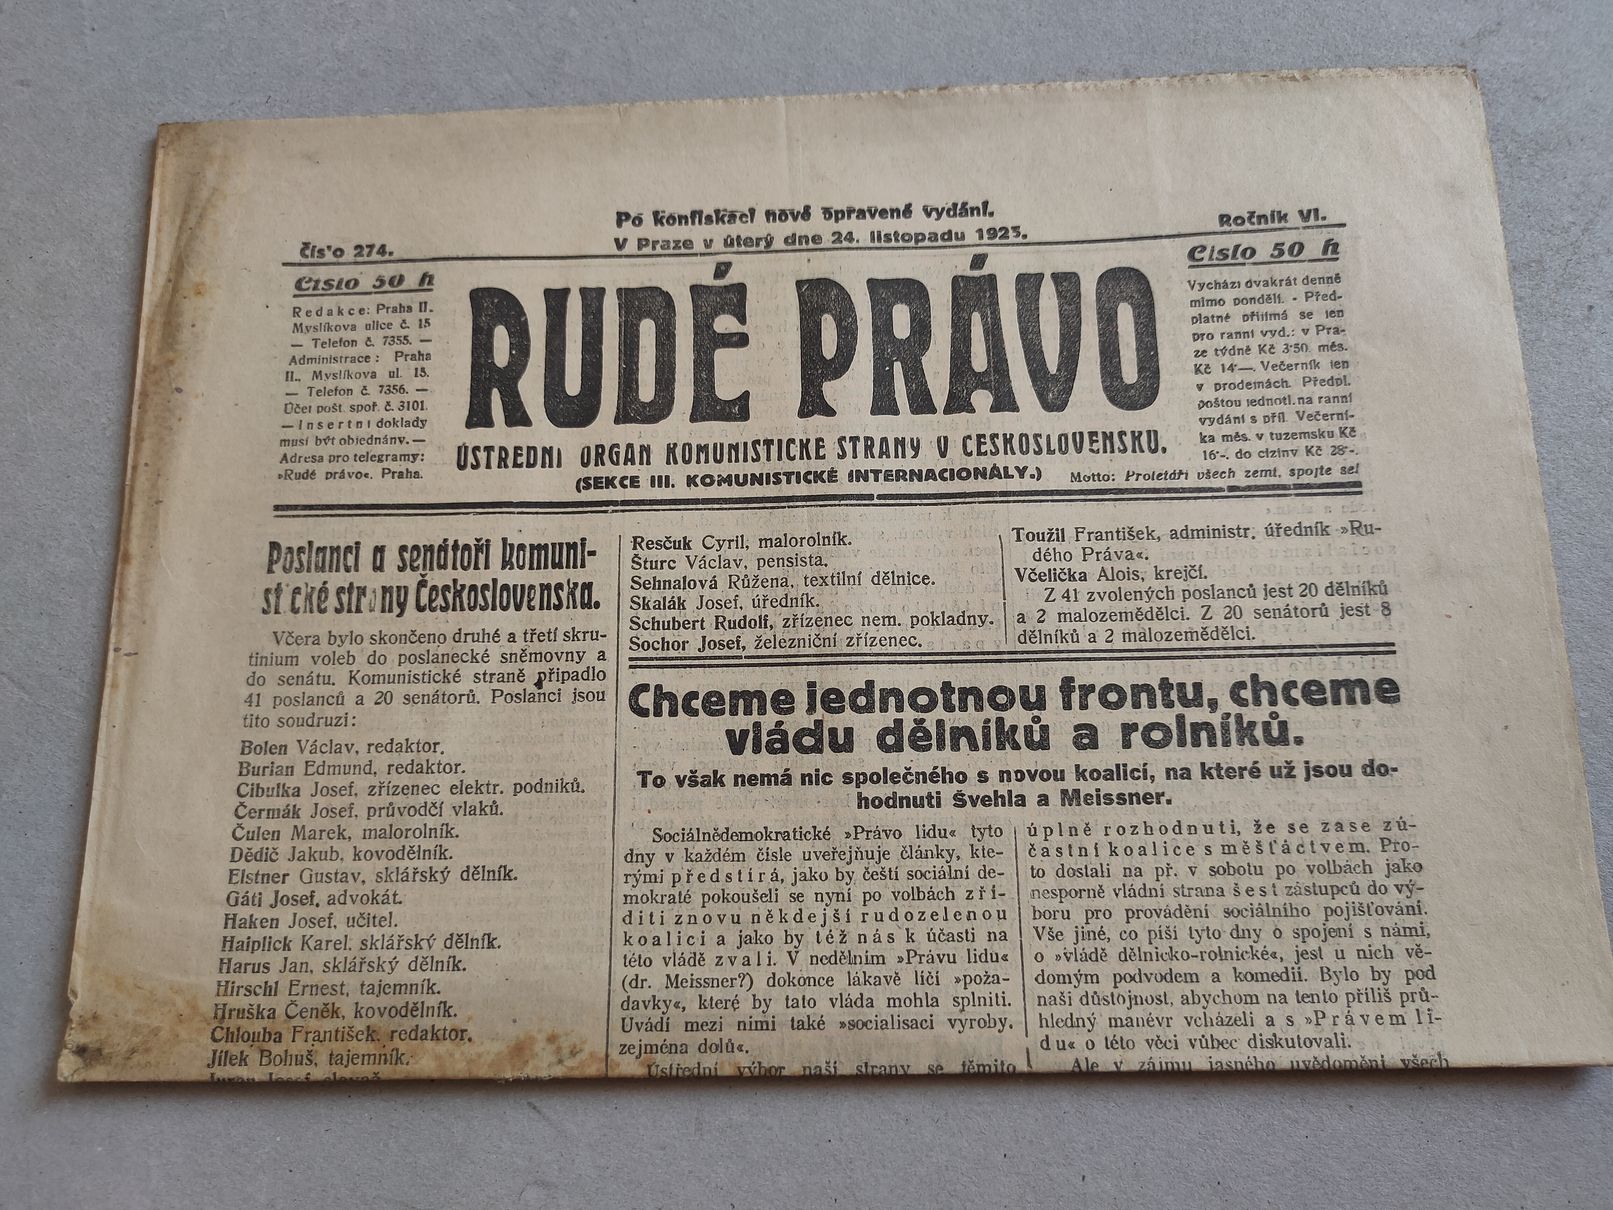 Po konfiskaci nové opravené vydání.
Čís'o 274.
V Praze v úterý dne 24. listopadu 1925.
Ročník VI.
Číslo 50 h
Redakce: Praha II.
Myslíkova ulice č. 15
— Telefon č. 7355. —
Administrace: Praha
II., Myslíkova ul. 15.
— Telefon č. 7356. —
Účet pošt. spoř. č. 3101.
— Insertní doklady
musí být objednány. —
Adresa pro telegramy:
»Rudé právo«, Praha.
RUDÉ PRÁVO
ÚSTŘEDNÍ ORGÁN KOMUNISTICKÉ STRANY V ČESKOSLOVENSKU.
(SEKCE III. KOMUNISTICKÉ INTERNACIONÁLY.)
Motto: Proletáři všech zemí, spojte se!
Číslo 50 h
Vychází dvakrát denně
mimo pondělí. - Před-
platné přijímá se jen
pro ranní vyd.: v Pra-
ze týdně Kč 3·50, měs.
Kč 14·—. Večerník jen
v prodejnách. Předpl.
poštou jednotl. na ranní
vydání s příl. Večerní-
ka měs. v tuzemsku Kč
16·-. do ciziny Kč 28·-.
Poslanci a senátoři komuni-
stické strany Československa.
Včera bylo skončeno druhé a třetí skru-
tinium voleb do poslanecké sněmovny a
do senátu. Komunistické straně připadlo
41 poslanců a 20 senátorů. Poslanci jsou
tito soudruzi:
Bolen Václav, redaktor.
Burian Edmund, redaktor.
Cibulka Josef, zřízenec elektr. podniků.
Čermák Josef, průvodčí vlaků.
Čulen Marek, malorolník.
Dědič Jakub, kovodělník.
Elstner Gustav, sklářský dělník.
Gáti Josef, advokát.
Haken Josef, učitel.
Haiplick Karel, sklářský dělník.
Harus Jan, sklářský dělník.
Hirschl Ernest, tajemník.
Hruška Čeněk, kovodělník.
Chlouba František, redaktor.
Jílek Bohuš, tajemník.
Resčuk Cyril, malorolník.
Šturc Václav, pensista.
Sehnalová Růžena, textilní dělnice.
Skalák Josef, úředník.
Schubert Rudolf, zřízenec nem. pokladny.
Sochor Josef, železniční zřízenec.
Toužil František, administr. úředník »Ru-
dého Práva«.
Včelička Alois, krejčí.
Z 41 zvolených poslanců jest 20 dělníků
a 2 malozemědělci. Z 20 senátorů jest 8
dělníků a 2 malozemědělci.
Chceme jednotnou frontu, chceme
vládu dělníků a rolníků.
To však nemá nic společného s novou koalicí, na které už jsou do-
hodnuti Švehla a Meissner.
Sociálnědemokratické »Právo lidu« tyto
dny v každém čísle uveřejňuje články, kte-
rými předstírá, jako by čeští sociální de-
mokraté pokoušeli se nyní po volbách zří-
diti znovu někdejší rudozelenou
koalici a jako by též nás k účasti na
této vládě zvali. V nedělním »Právu lidu«
(dr. Meissner?) dokonce lákavě líčí »poža-
davky«, které by tato vláda mohla splniti.
Uvádí mezi nimi také »socialisaci vyroby,
zejména dolů«.
Ústřední výbor naší strany se těmito
úplně rozhodnuti, že se zase zú-
častní koalice s měšťáctvem. Pro-
to dostali na př. v sobotu po volbách jako
nesporně vládní strana šest zástupců do vý-
boru pro provádění sociálního pojišťování.
Vše jiné, co píší tyto dny o spojení s námi,
o »vládě dělnicko-rolnické«, jest u nich vě-
domým podvodem a komedií. Bylo by pod
naší důstojnost, abychom na tento příliš prů-
hledný manévr vcházeli a s »Právem li-
du« o této věci vůbec diskutovali.
Ale v zájmu jasného uvědomění všech